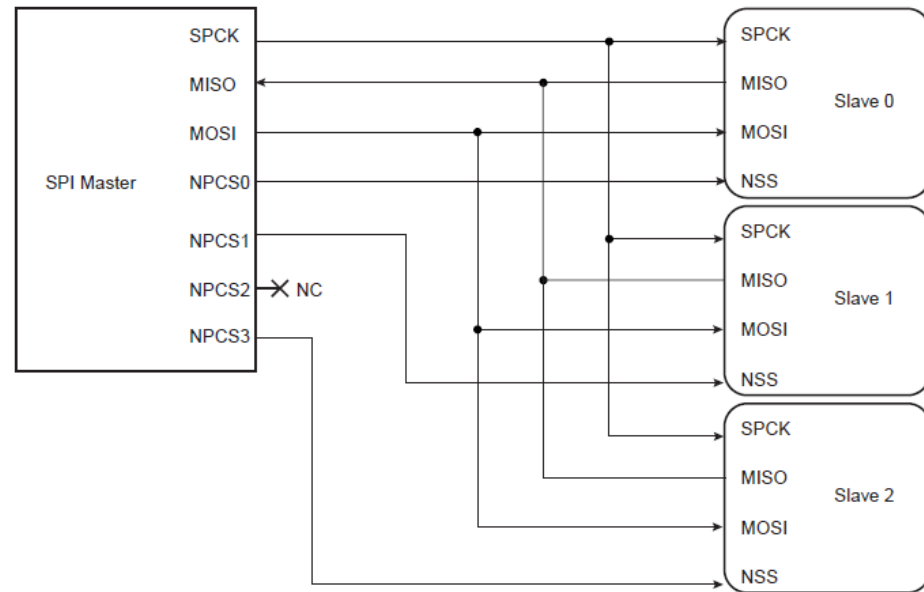 SPCK
MISO
MOSI
SPI Master
NPCS0
NPCS1
NPCS2
NC
NPCS3
SPCK
MISO
Slave 0
MOSI
NSS
SPCK
MISO
Slave 1
MOSI
NSS
SPCK
MISO
Slave 2
MOSI
NSS